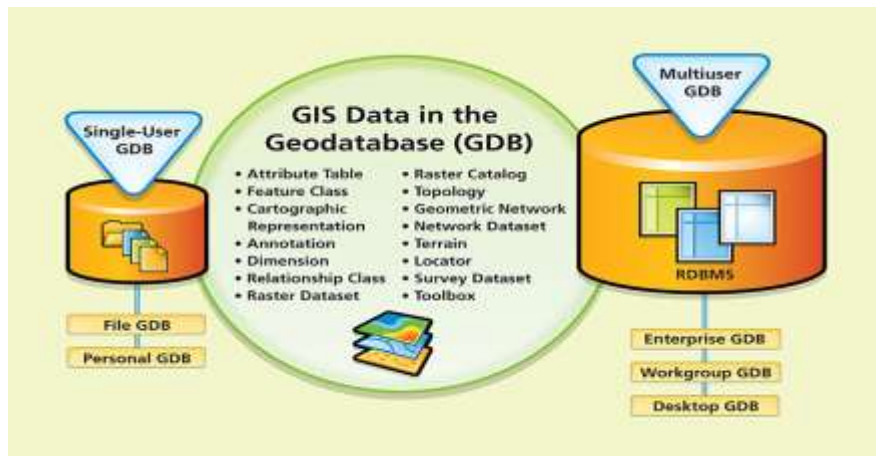 Single-User
GDB
File GDB
Personal GDB
GIS Data in the
Geodatabase (GDB)
• Attribute Table
• Feature Class
• Cartographic
Representation
• Annotation
• Dimension
• Relationship Class
• Raster Dataset
• Raster Catalog
• Topology
• Geometric Network
• Network Dataset
• Terrain
• Locator
• Survey Dataset
• Toolbox
Multiuser
GDB
RDBMS
Enterprise GDB
Workgroup GDB
Desktop GDB